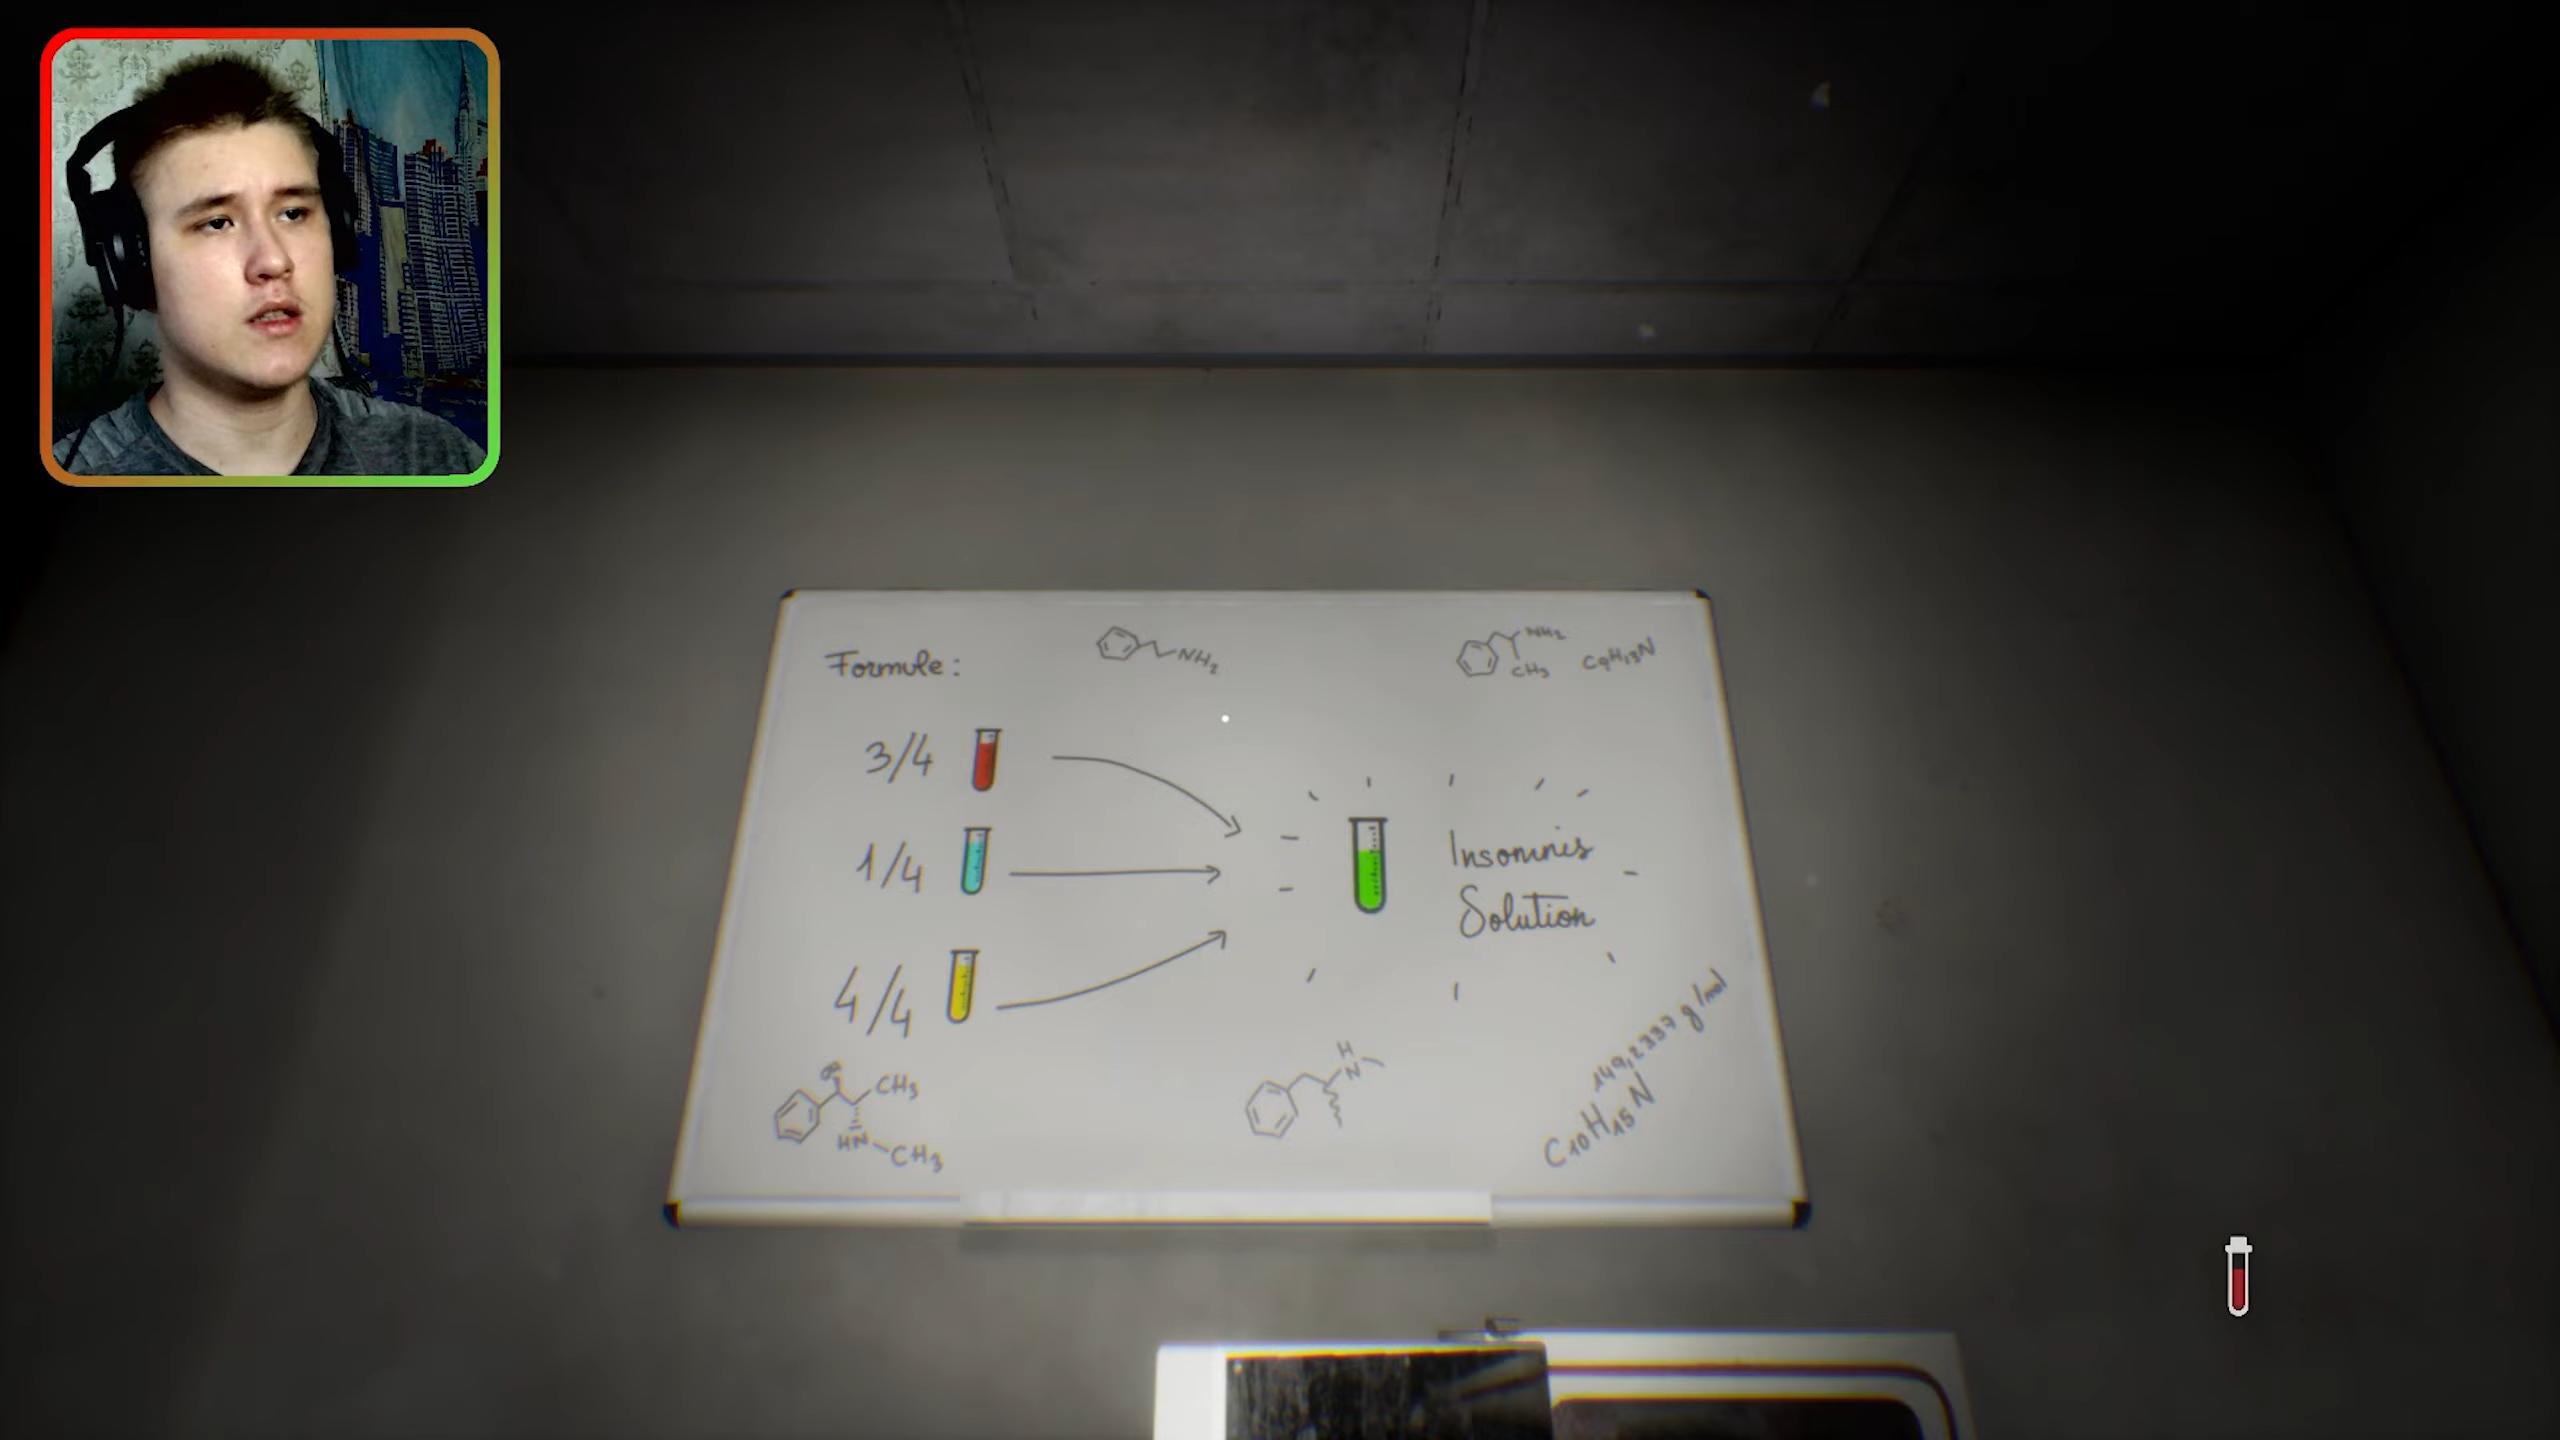 Formule:
NH2
NH2
CH3
C9H13N
3/4
1/4
Insomnis
Solution
4/4
CH3
HN
CH3
H
N
149,2337 g/mol
C10H15N